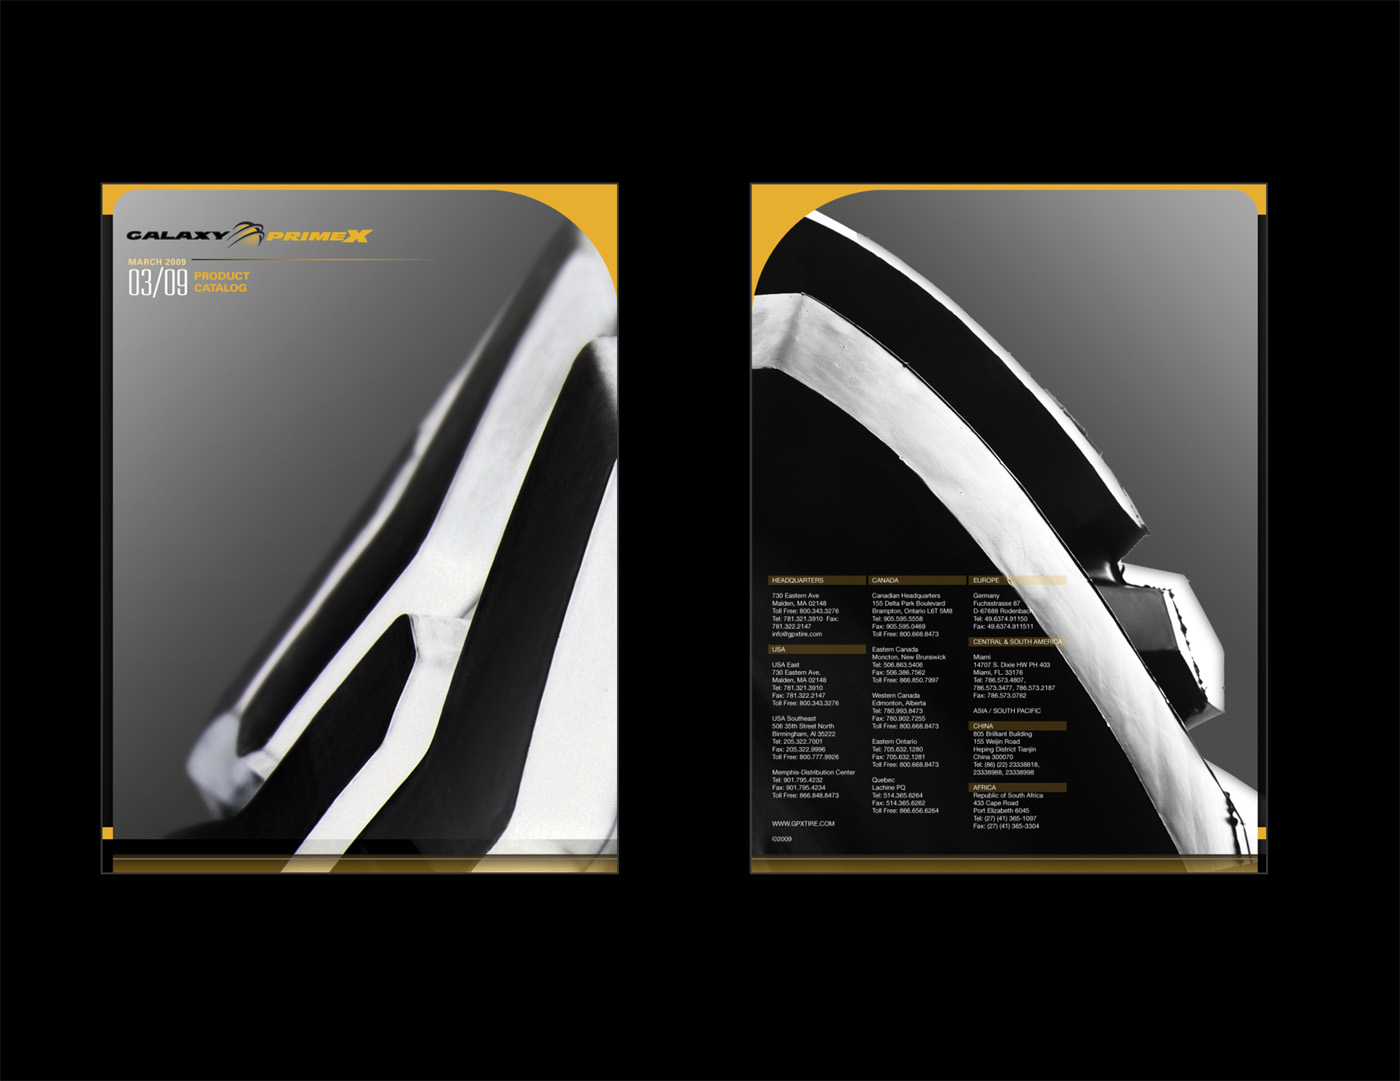 GALAXY PRIMEX
MARCH 2009
03/09 PRODUCT
CATALOG
HEADQUARTERS
730 Eastern Ave
Malden, MA 02148
Toll Free: 800.343.3276
Tel: 781.321.3910 Fax:
781.322.2147
info@gpxtire.com
USA
USA East
730 Eastern Ave.
Malden, MA 02148
Tel: 781.321.3910
Fax: 781.322.2147
Toll Free: 800.343.3276
USA Southeast
506 35th Street North
Birmingham, Al 35222
Tel: 205.322.7001
Fax: 205.322.9996
Toll Free: 800.777.9926
Memphis-Distribution Center
Tel: 901.795.4232
Fax: 901.795.4234
Toll Free: 866.848.8473
WWW.GPXTIRE.COM
©2009
CANADA
Canadian Headquarters
155 Delta Park Boulevard
Brampton, Ontario L6T 5M8
Tel: 905.595.5558
Fax: 905.595.0469
Toll Free: 800.668.8473
Eastern Canada
Moncton, New Brunswick
Tel: 506.863.5406
Fax: 506.386.7562
Toll Free: 866.850.7997
Western Canada
Edmonton, Alberta
Tel: 780.993.8473
Fax: 780.902.7255
Toll Free: 800.668.8473
Eastern Ontario
Tel: 705.632.1280
Fax: 705.632.1281
Toll Free: 800.668.8473
Quebec
Lachine PQ
Tel: 514.365.6264
Fax: 514.365.6262
Toll Free: 866.656.6264
EUROPE
Germany
Fuchsstrasse 87
D-67688 Rodenbach
Tel: 49.6374.91150
Fax: 49.6374.911511
CENTRAL & SOUTH AMERICA
Miami
14707 S. Dixie HW PH 403
Miami, FL. 33176
Tel: 786.573.4807,
786.573.3477, 786.573.2187
Fax: 786.573.0762
ASIA / SOUTH PACIFIC
CHINA
805 Brilliant Building
155 Weijin Road
Heping District Tianjin
China 300070
Tel: (86) (22) 23338818,
23338988, 23338998
AFRICA
Republic of South Africa
433 Cape Road
Port Elizabeth 6045
Tel: (27) (41) 365-1097
Fax: (27) (41) 365-3304